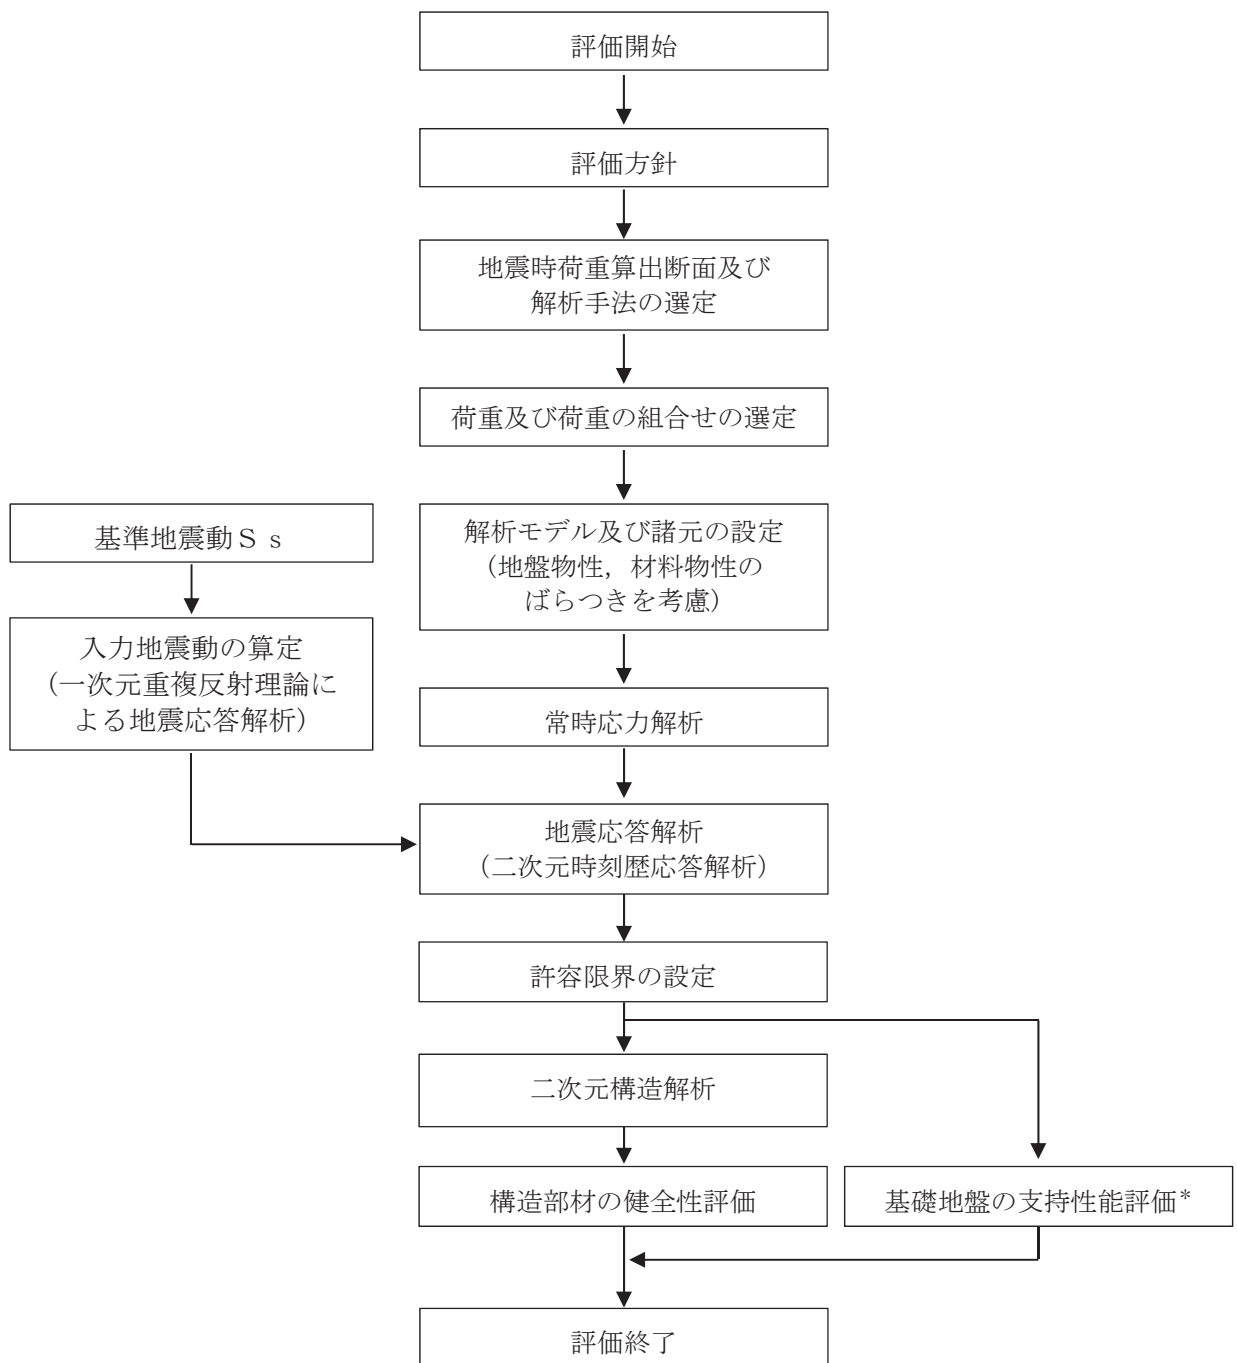 評価開始
評価方針
地震時荷重算出断面及び
解析手法の選定
荷重及び荷重の組合せの選定
基準地震動Ｓｓ
入力地震動の算定
（一次元重複反射理論に
よる地震応答解析）
解析モデル及び諸元の設定
（地盤物性，材料物性の
ばらつきを考慮）
常時応力解析
地震応答解析
（二次元時刻歴応答解析）
許容限界の設定
二次元構造解析
構造部材の健全性評価
基礎地盤の支持性能評価*
評価終了